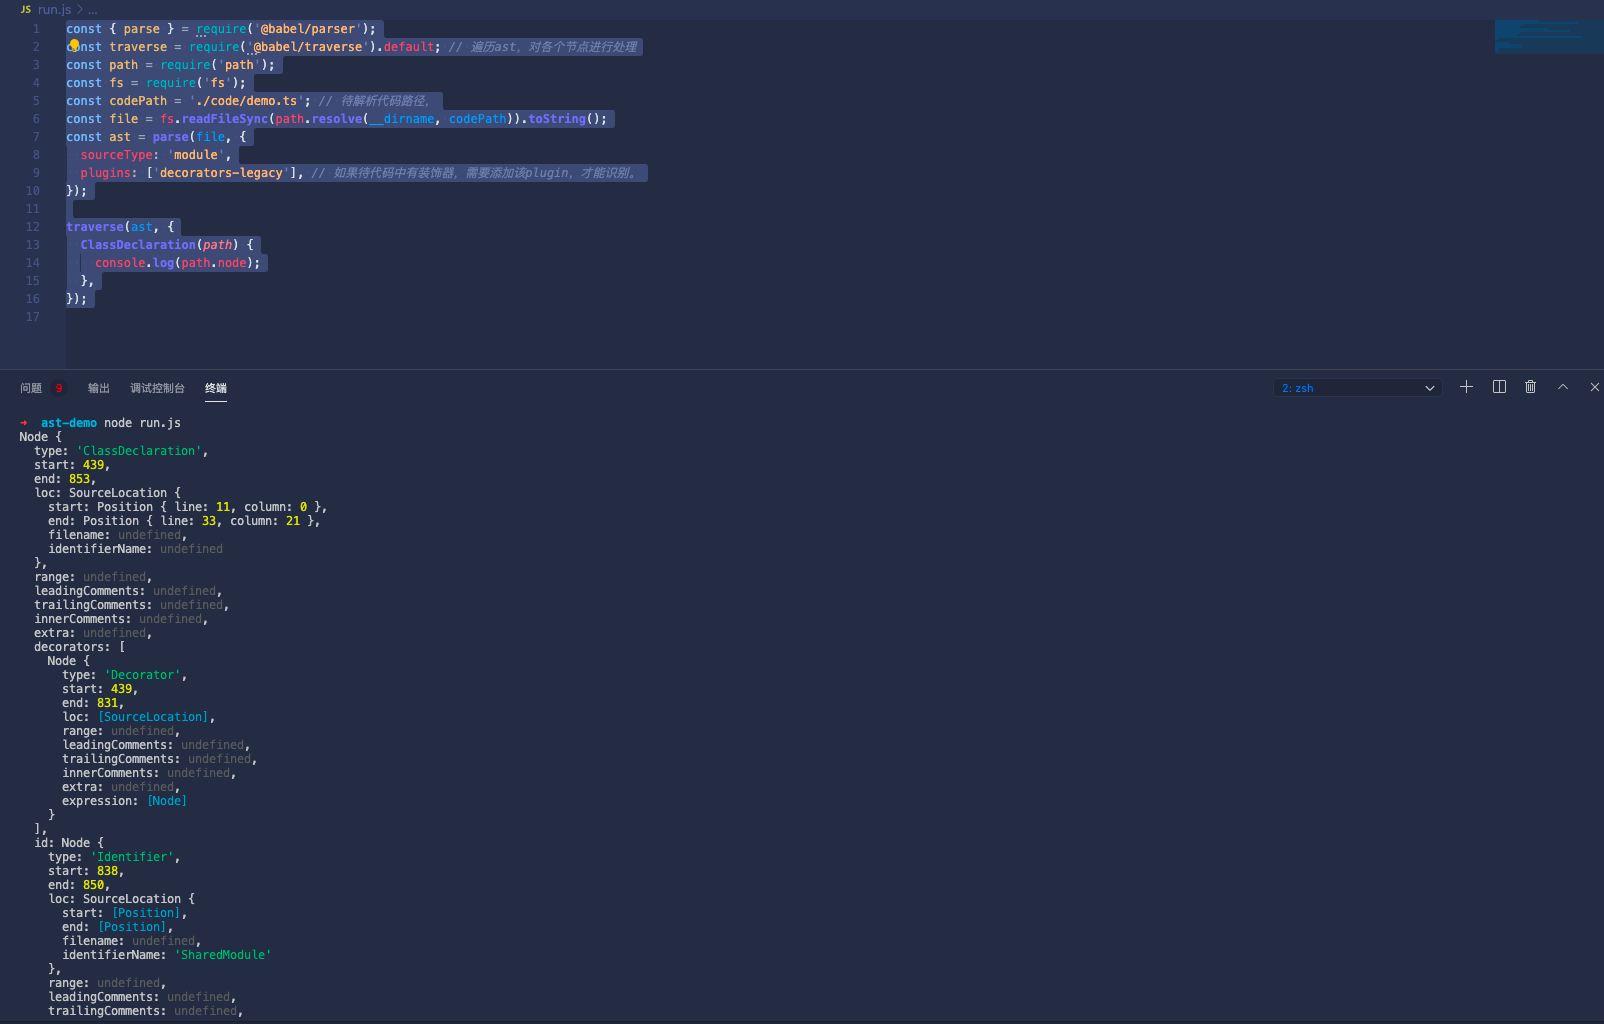 JS run.js > ...
1 const { parse } = require('@babel/parser');
2 const traverse = require('@babel/traverse').default; // 遍历ast, 对各个节点进行处理
3 const path = require('path');
4 const fs = require('fs');
5 const codePath = './code/demo.ts'; // 待解析代码路径,
6 const file = fs.readFileSync(path.resolve(__dirname, codePath)).toString();
7 const ast = parse(file, {
8 sourceType: 'module',
9 plugins: ['decorators-legacy'], // 如果待代码中有装饰器, 需要添加该plugin, 才能识别。
10 });
11
12 traverse(ast, {
13 ClassDeclaration(path) {
14 console.log(path.node);
15 },
16 });
17
问题 9 输出 调试控制台 终端 2: zsh
→ ast-demo node run.js
Node {
type: 'ClassDeclaration',
start: 439,
end: 853,
loc: SourceLocation {
start: Position { line: 11, column: 0 },
end: Position { line: 33, column: 21 },
filename: undefined,
identifierName: undefined
},
range: undefined,
leadingComments: undefined,
trailingComments: undefined,
innerComments: undefined,
extra: undefined,
decorators: [
Node {
type: 'Decorator',
start: 439,
end: 831,
loc: [SourceLocation],
range: undefined,
leadingComments: undefined,
trailingComments: undefined,
innerComments: undefined,
extra: undefined,
expression: [Node]
}
],
id: Node {
type: 'Identifier',
start: 838,
end: 850,
loc: SourceLocation {
start: [Position],
end: [Position],
filename: undefined,
identifierName: 'SharedModule'
},
range: undefined,
leadingComments: undefined,
trailingComments: undefined,